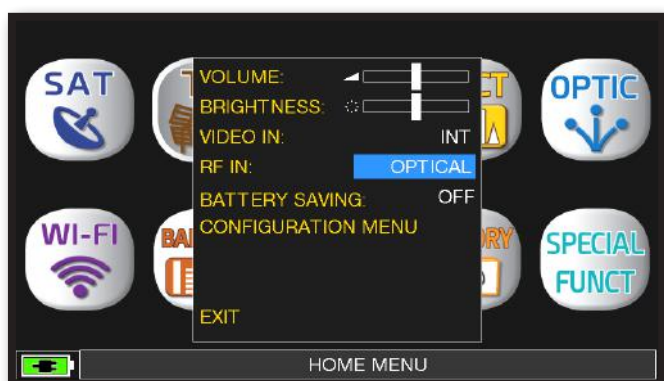 SAT
OPTIC
VOLUME:
BRIGHTNESS:
VIDEO IN: INT
RF IN: OPTICAL
BATTERY SAVING: OFF
CONFIGURATION MENU
EXIT
WI-FI
SPECIAL
FUNCT
HOME MENU